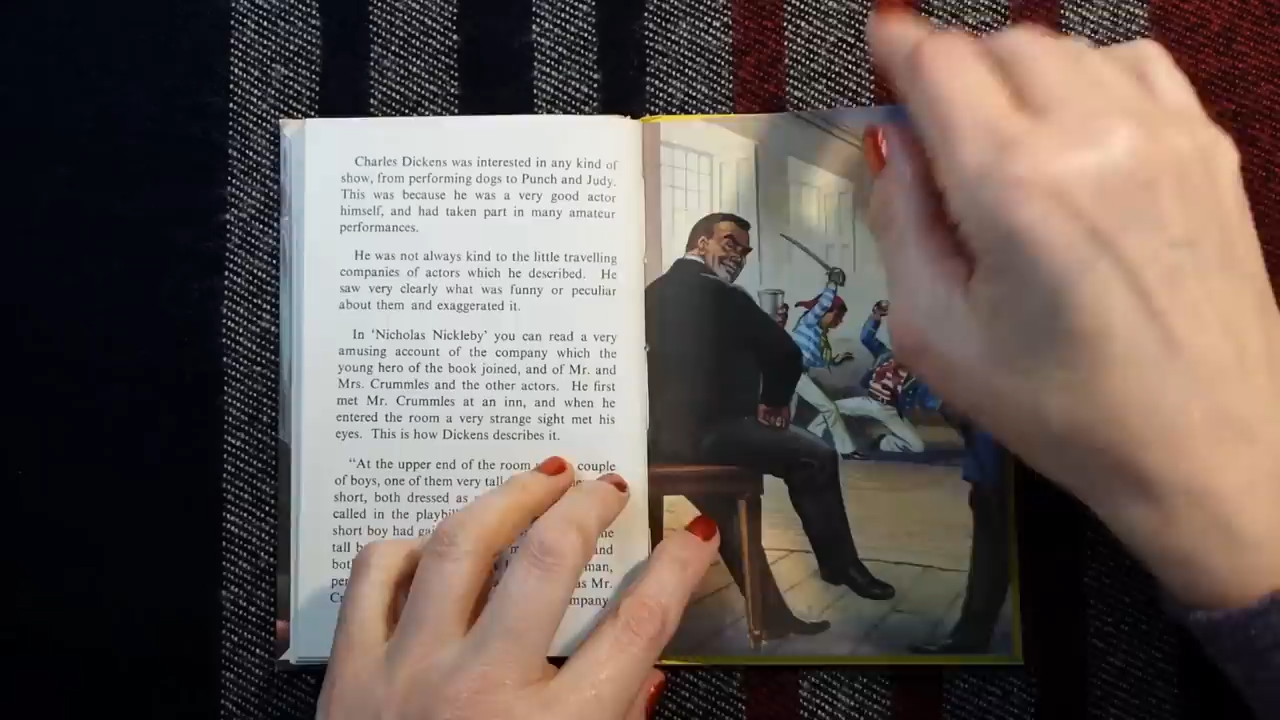 Charles Dickens was interested in any kind of
show, from performing dogs to Punch and Judy.
This was because he was a very good actor
himself, and had taken part in many amateur
performances.
He was not always kind to the little travelling
companies of actors which he described. He
saw very clearly what was funny or peculiar
about them and exaggerated it.
In 'Nicholas Nickleby' you can read a very
amusing account of the company which the
young hero of the book joined, and of Mr. and
Mrs. Crummles and the other actors. He first
met Mr. Crummles at an inn, and when he
entered the room a very strange sight met his
eyes. This is how Dickens describes it.
"At the upper end of the room couple
of boys, one of them very tall
short, both dressed as
called in the playbill
short boy had
tall and
man,
as Mr.